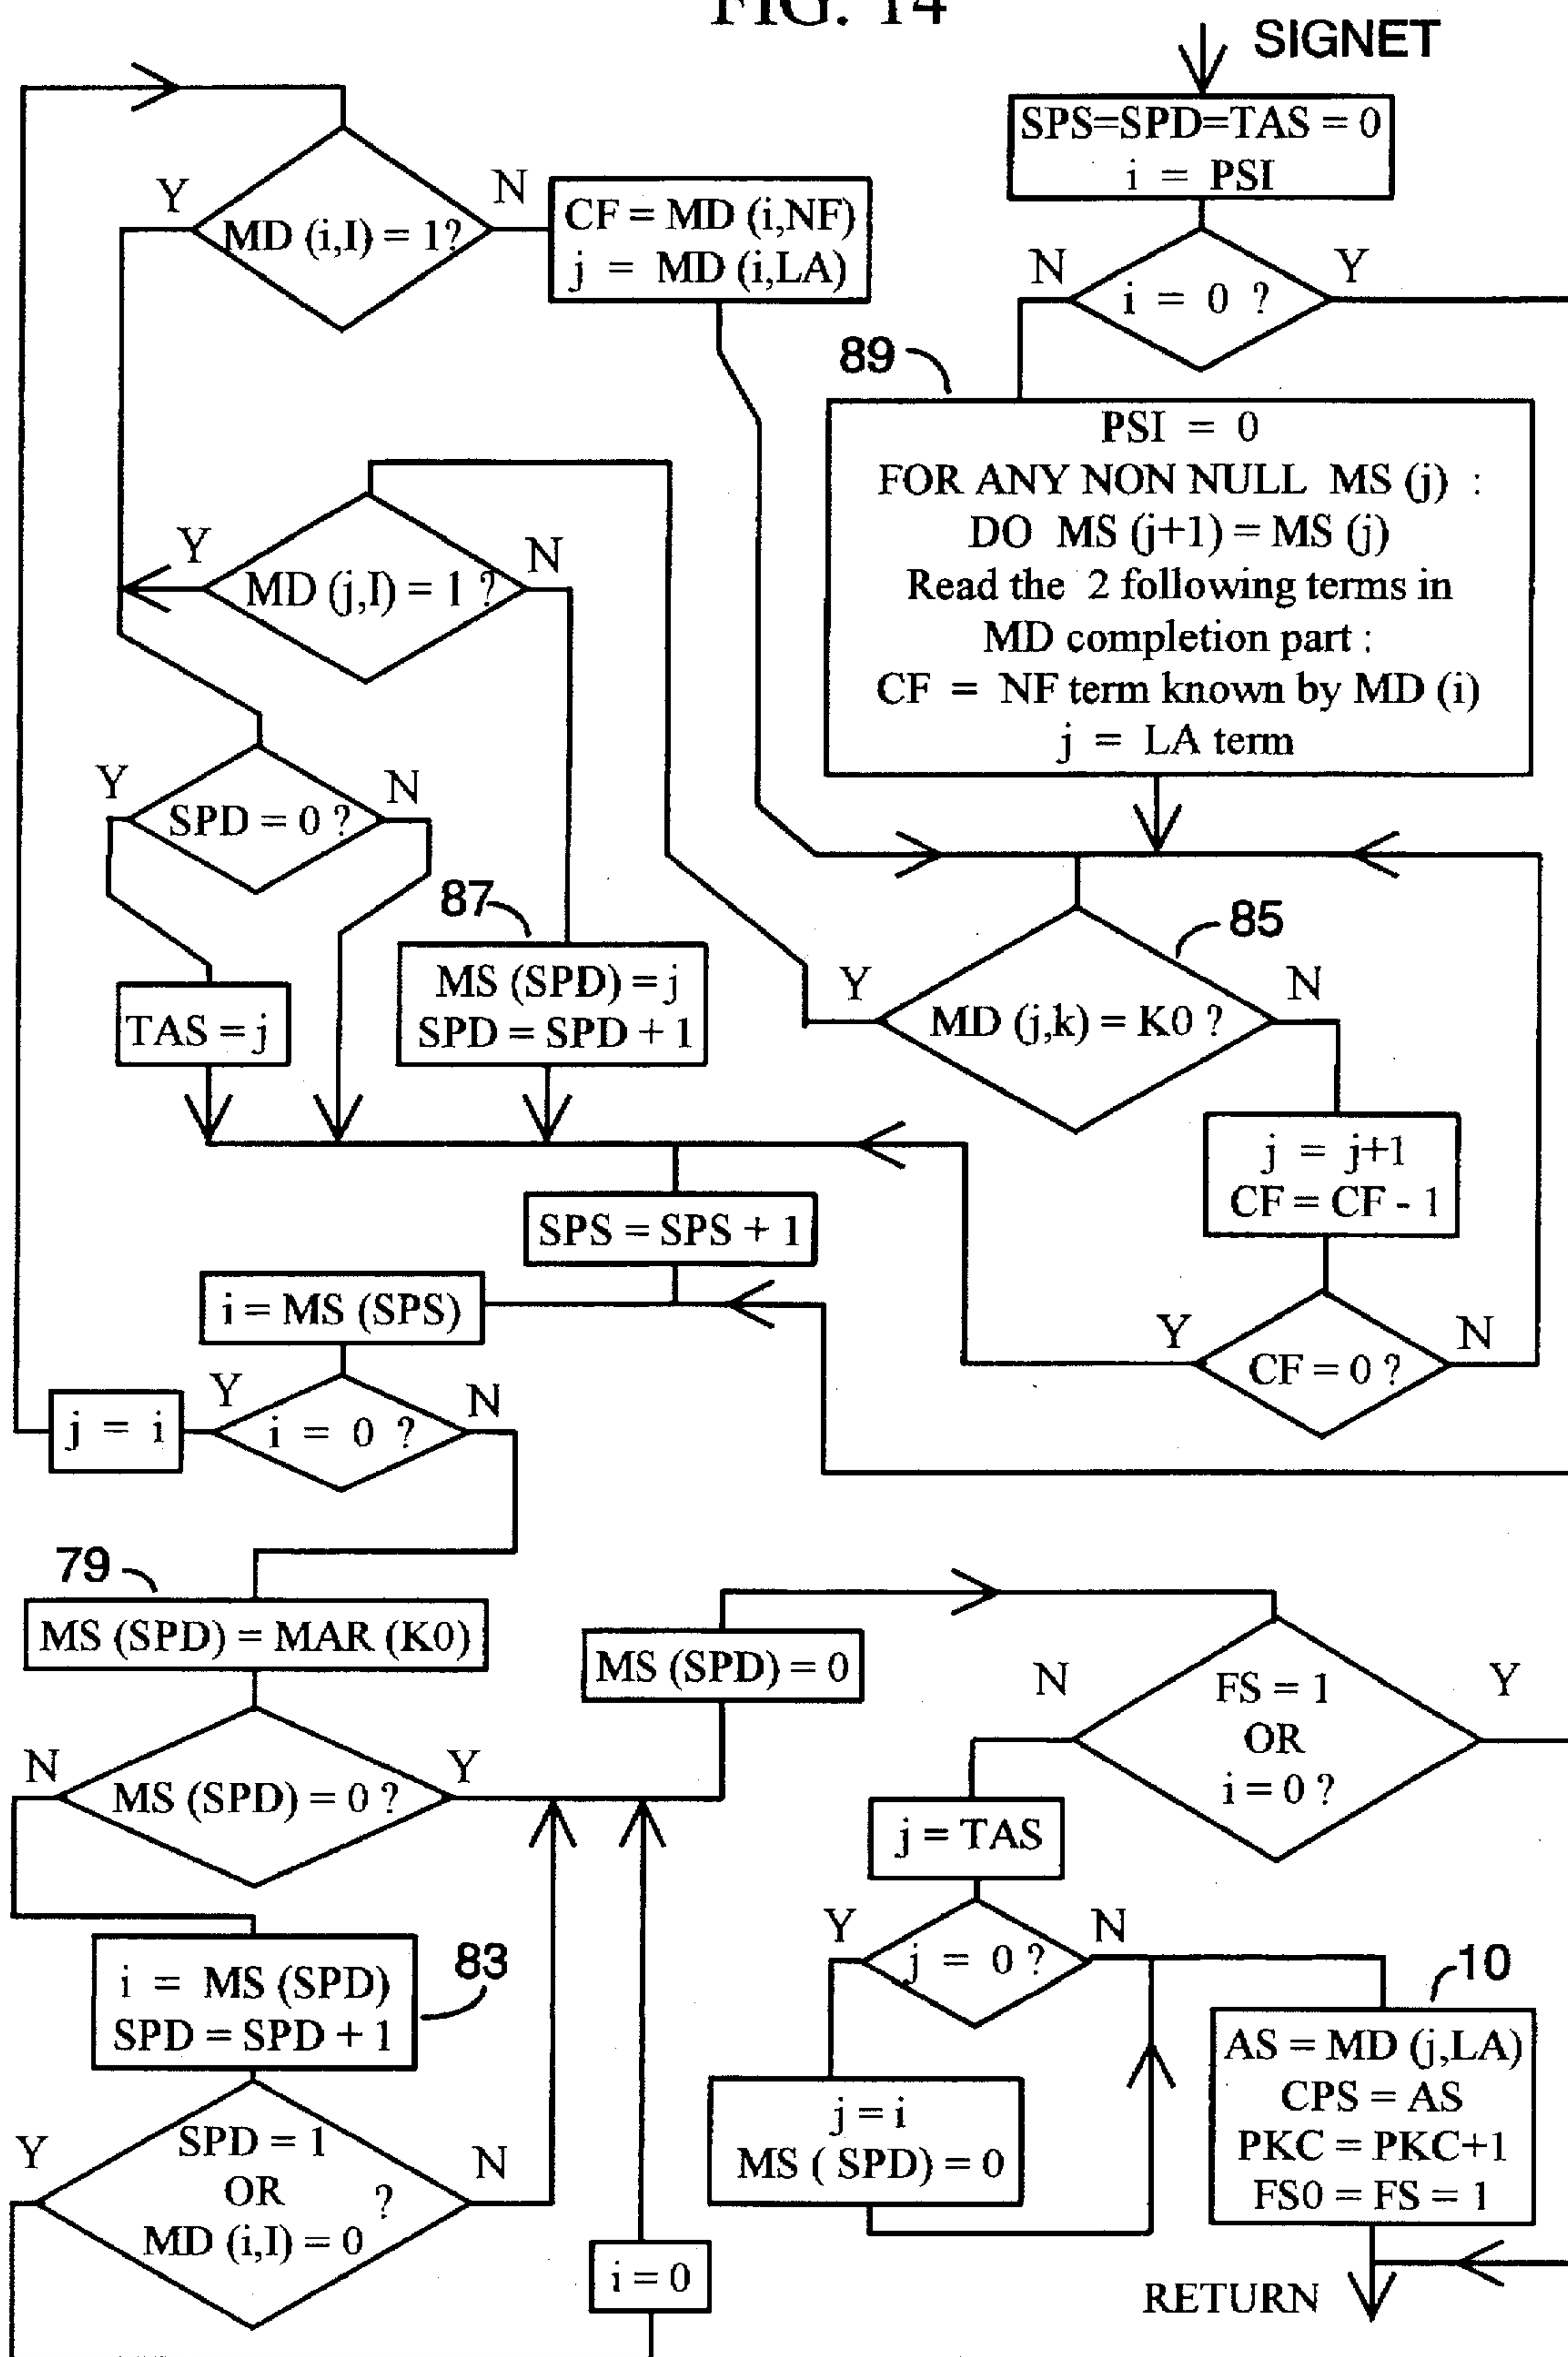 FIG. 14
SIGNET
SPS=SPD=TAS = 0
i = PSI
N
i = 0 ?
Y
89
PSI = 0
FOR ANY NON NULL MS (j) :
DO MS (j+1) = MS (j)
Read the 2 following terms in
MD completion part :
CF = NF term known by MD (i)
j = LA term
Y
MD (i,I) = 1?
N
CF = MD (i,NF)
j = MD (i,LA)
Y
MD (j,I) = 1 ?
N
Y
SPD = 0 ?
N
TAS = j
87
MS (SPD) = j
SPD = SPD + 1
85
Y
MD (j,k) = K0 ?
N
j = j+1
CF = CF - 1
Y
CF = 0 ?
N
SPS = SPS + 1
i = MS (SPS)
j = i
Y
i = 0 ?
N
79
MS (SPD) = MAR (K0)
N
MS (SPD) = 0 ?
Y
83
i = MS (SPD)
SPD = SPD + 1
Y
SPD = 1
OR
MD (i,I) = 0
?
N
i = 0
MS (SPD) = 0
N
FS = 1
OR
i = 0 ?
Y
j = TAS
Y
j = 0 ?
N
j = i
MS ( SPD) = 0
10
AS = MD (j,LA)
CPS = AS
PKC = PKC+1
FS0 = FS = 1
RETURN